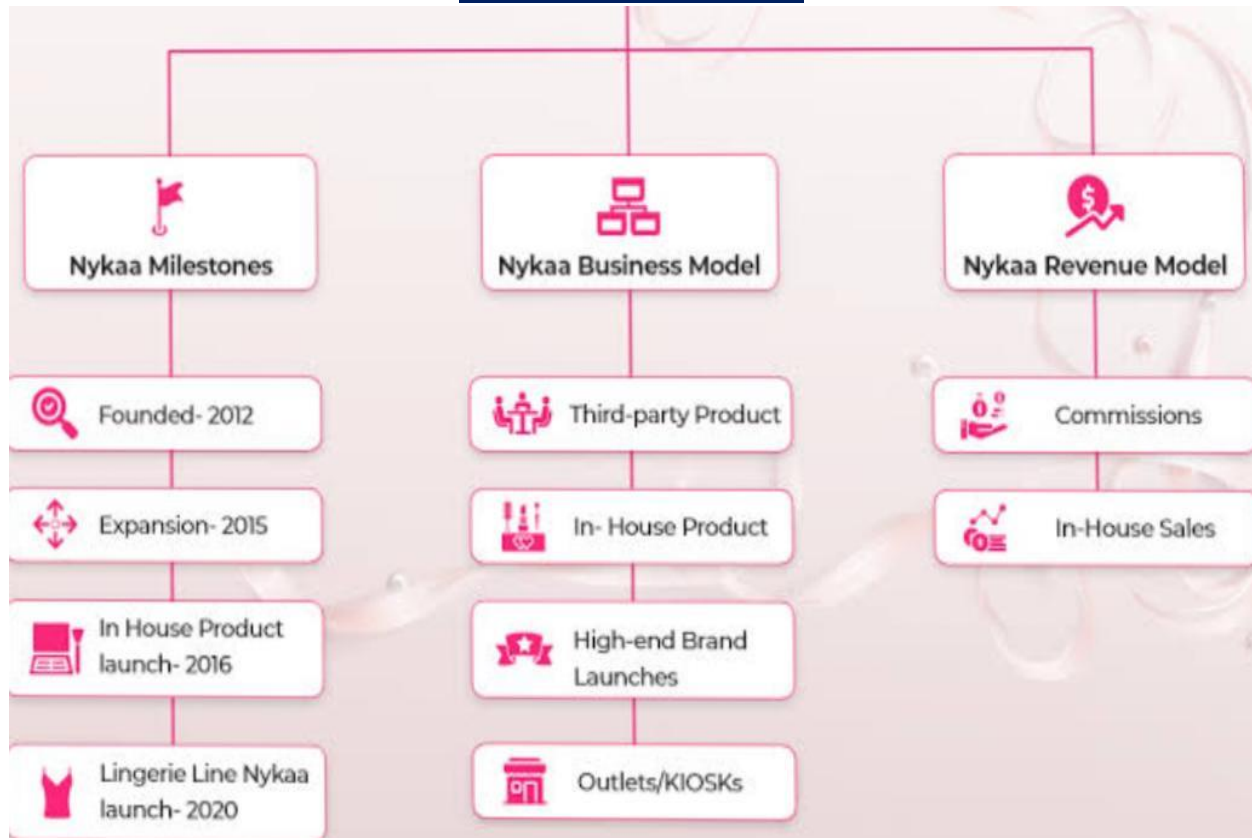 Nykaa Milestones
Nykaa Business Model
Nykaa Revenue Model
Founded- 2012
Expansion- 2015
In House Product
launch- 2016
Lingerie Line Nykaa
launch- 2020
Third-party Product
In- House Product
High-end Brand
Launches
Outlets/KIOSKs
Commissions
In-House Sales